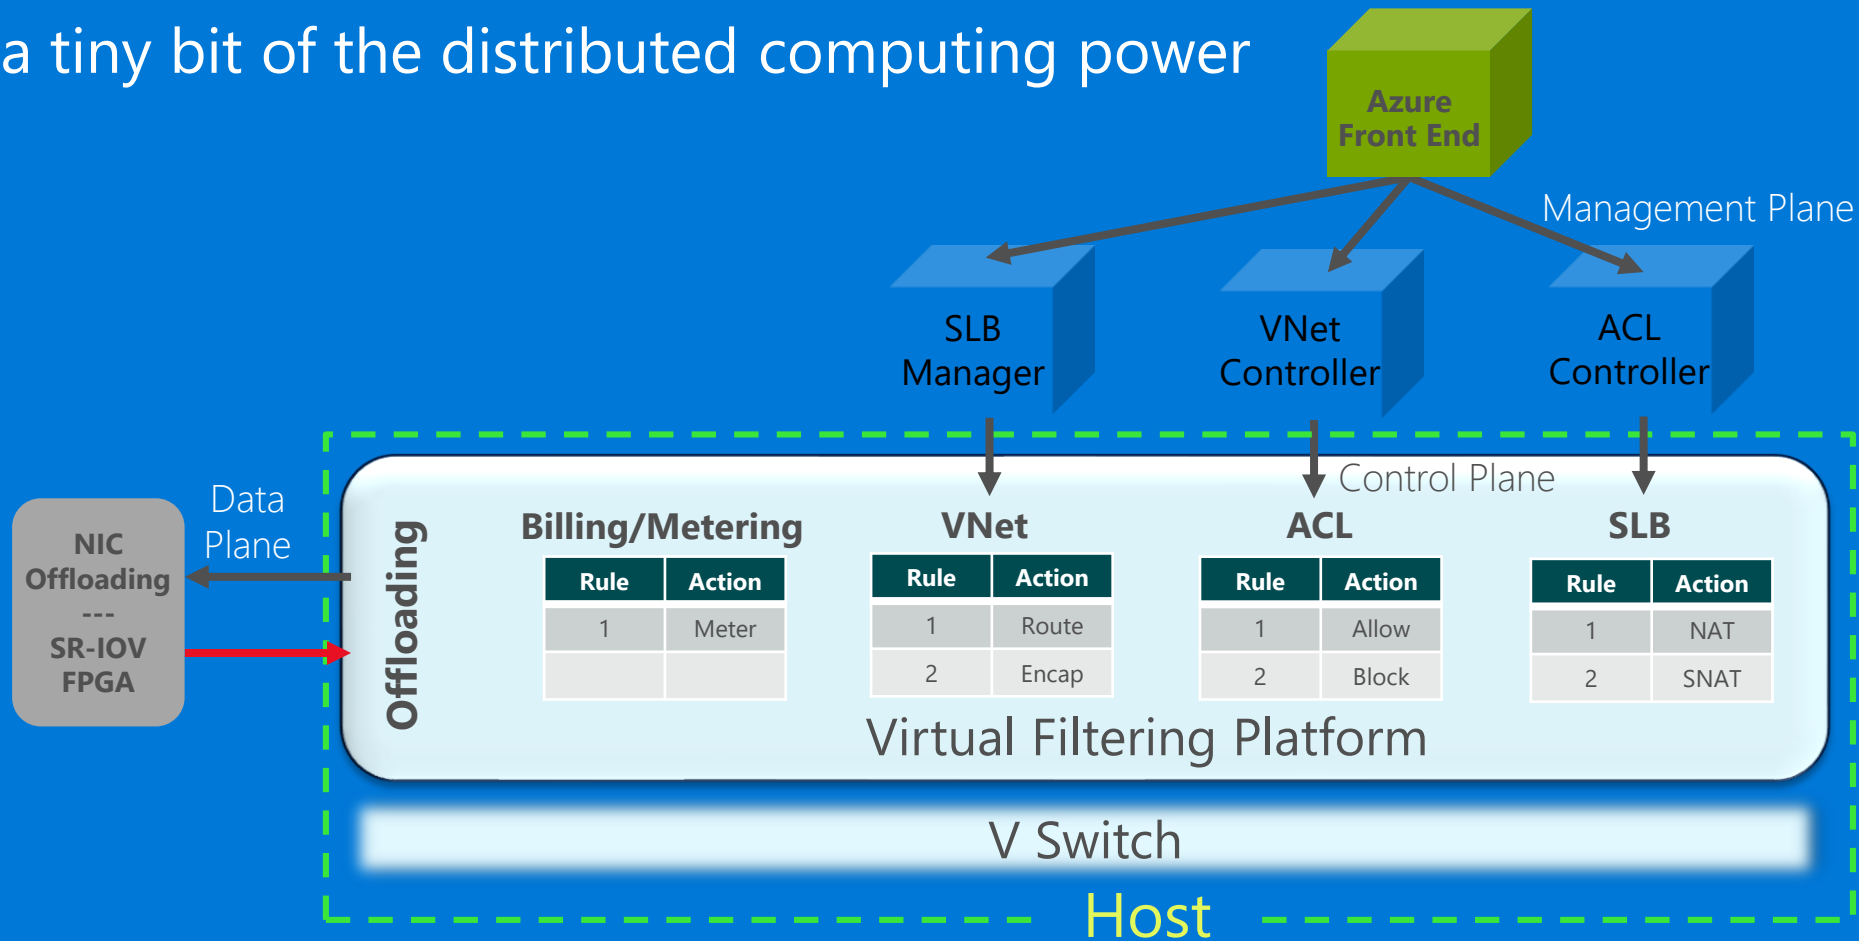 a tiny bit of the distributed computing power
Azure
Front End
Management Plane
SLB
Manager
VNet
Controller
ACL
Controller
Control Plane
Data
Plane
NIC
Offloading
---
SR-IOV
FPGA
Offloading
Billing/Metering
Rule Action
1 Meter
VNet
Rule Action
1 Route
2 Encap
ACL
Rule Action
1 Allow
2 Block
SLB
Rule Action
1 NAT
2 SNAT
Virtual Filtering Platform
V Switch
Host